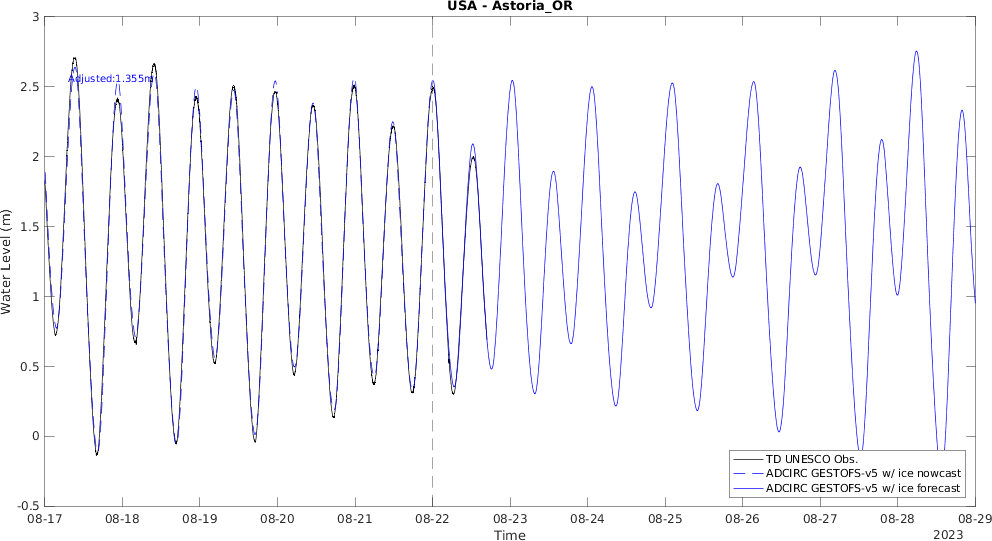 USA - Astoria_OR
3
2.5
2
1.5
1
0.5
0
-0.5
Water Level (m)
Adjusted:1.355m
TD UNESCO Obs.
ADCIRC GESTOFS-v5 w/ ice nowcast
ADCIRC GESTOFS-v5 w/ ice forecast
08-17 08-18 08-19 08-20 08-21 08-22 08-23 08-24 08-25 08-26 08-27 08-28 08-29
Time
2023